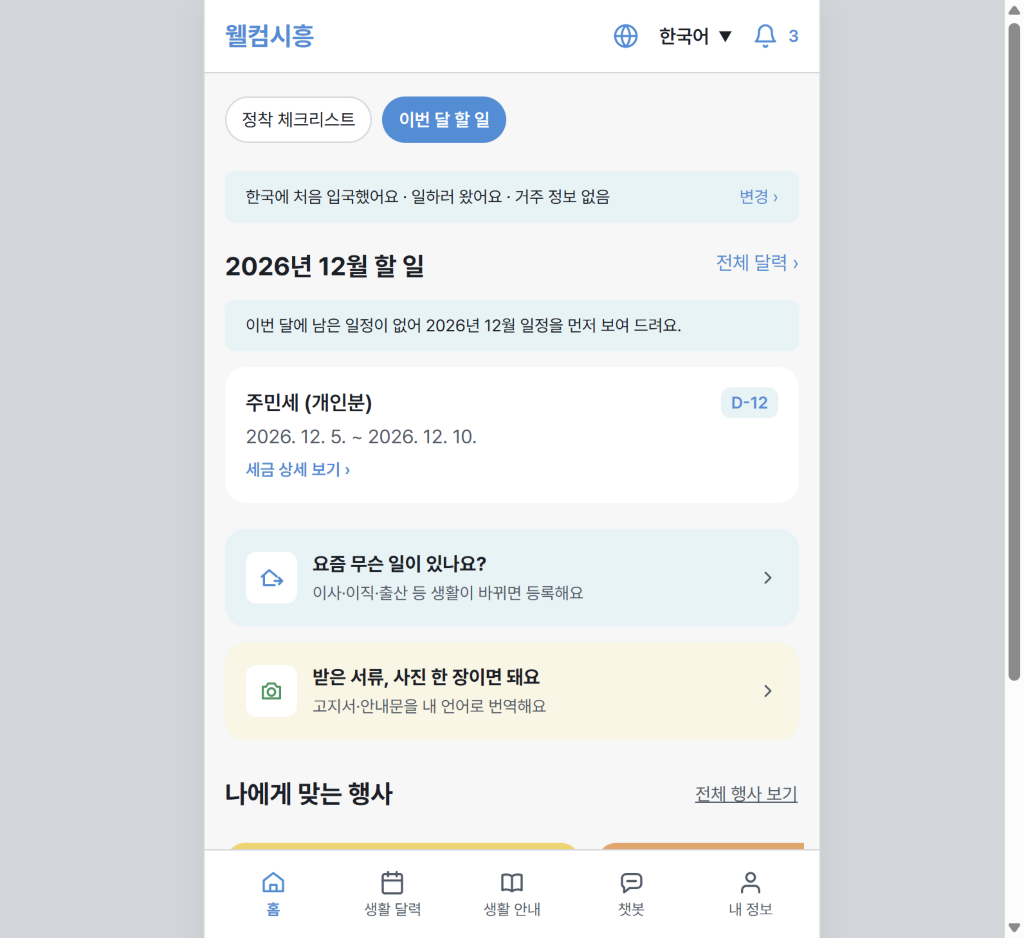 웰컴시흥
한국어 ▼
3
정착 체크리스트
이번 달 할 일
한국에 처음 입국했어요 · 일하러 왔어요 · 거주 정보 없음
변경 ›
2026년 12월 할 일
전체 달력 ›
이번 달에 남은 일정이 없어 2026년 12월 일정을 먼저 보여 드려요.
주민세 (개인분)
D-12
2026. 12. 5. ~ 2026. 12. 10.
세금 상세 보기 ›
요즘 무슨 일이 있나요?
이사·이직·출산 등 생활이 바뀌면 등록해요
받은 서류, 사진 한 장이면 돼요
고지서·안내문을 내 언어로 번역해요
나에게 맞는 행사
전체 행사 보기
홈
생활 달력
생활 안내
챗봇
내 정보